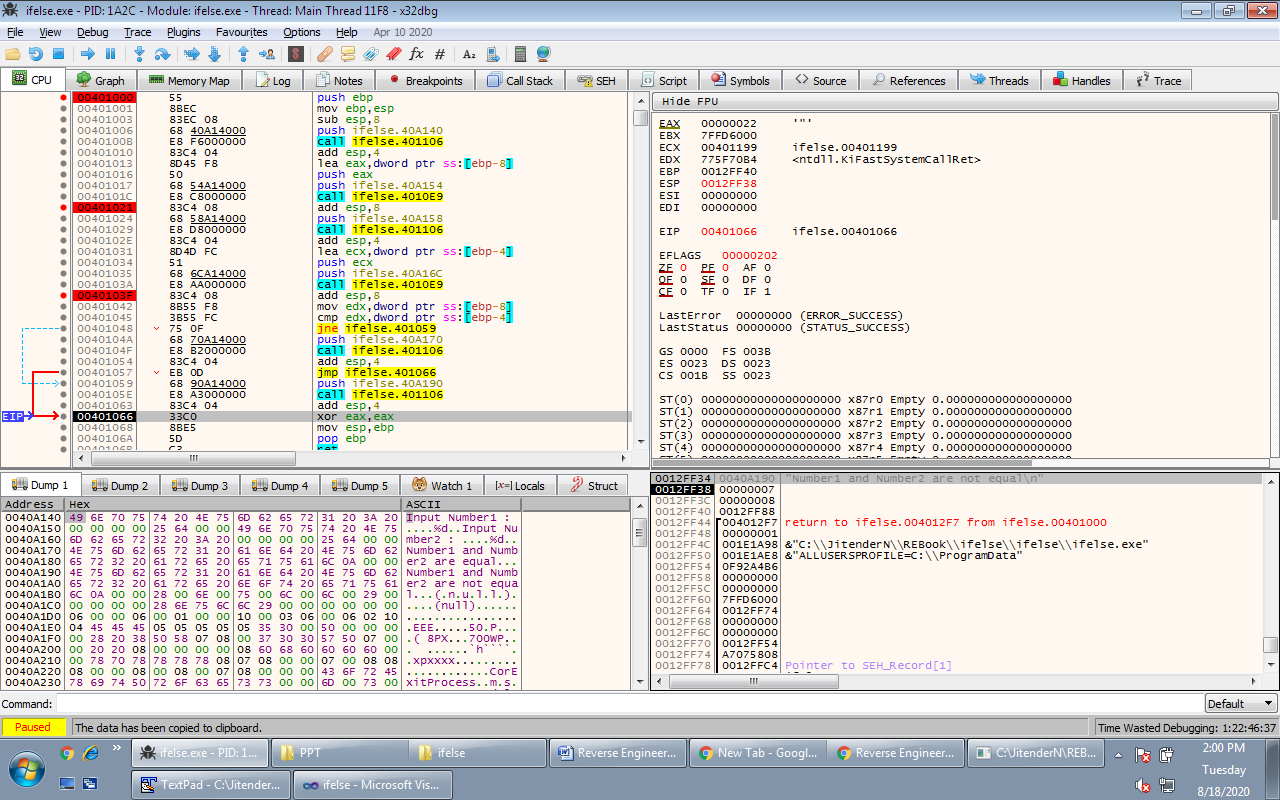 ifelse.exe - PID: 1A2C - Module: ifelse.exe - Thread: Main Thread 11F8 - x32dbg
File View Debug Trace Plugins Favourites Options Help Apr 10 2020
CPU Graph Memory Map Log Notes Breakpoints Call Stack SEH Script Symbols Source References Threads Handles Trace
00401000 55 push ebp
00401001 8BEC mov ebp,esp
00401003 83EC 08 sub esp,8
00401006 68 40A14000 push ifelse.40A140
0040100B E8 F6000000 call ifelse.401106
00401010 83C4 04 add esp,4
00401013 8D45 F8 lea eax,dword ptr ss:[ebp-8]
00401016 50 push eax
00401017 68 54A14000 push ifelse.40A154
0040101C E8 C8000000 call ifelse.4010E9
00401021 83C4 08 add esp,8
00401024 68 58A14000 push ifelse.40A158
00401029 E8 D8000000 call ifelse.401106
0040102E 83C4 04 add esp,4
00401031 8D4D FC lea ecx,dword ptr ss:[ebp-4]
00401034 51 push ecx
00401035 68 6CA14000 push ifelse.40A16C
0040103A E8 AA000000 call ifelse.4010E9
0040103F 83C4 08 add esp,8
00401042 8B55 F8 mov edx,dword ptr ss:[ebp-8]
00401045 3B55 FC cmp edx,dword ptr ss:[ebp-4]
00401048 75 0F jne ifelse.401059
0040104A 68 70A14000 push ifelse.40A170
0040104F E8 B2000000 call ifelse.401106
00401054 83C4 04 add esp,4
00401057 EB 0D jmp ifelse.401066
00401059 68 90A14000 push ifelse.40A190
0040105E E8 A3000000 call ifelse.401106
00401063 83C4 04 add esp,4
EIP 00401066 33C0 xor eax,eax
00401068 8BE5 mov esp,ebp
0040106A 5D pop ebp
0040106B C3 ret
Hide FPU
EAX 00000022 '"'
EBX 7FFD6000
ECX 00401199 ifelse.00401199
EDX 775F70B4 <ntdll.KiFastSystemCallRet>
EBP 0012FF40
ESP 0012FF38
ESI 00000000
EDI 00000000
EIP 00401066 ifelse.00401066
EFLAGS 00000202
ZF 0 PF 0 AF 0
OF 0 SF 0 DF 0
CF 0 TF 0 IF 1
LastError 00000000 (ERROR_SUCCESS)
LastStatus 00000000 (STATUS_SUCCESS)
GS 0000 FS 003B
ES 0023 DS 0023
CS 001B SS 0023
ST(0) 00000000000000000000 x87r0 Empty 0.000000000000000000
ST(1) 00000000000000000000 x87r1 Empty 0.000000000000000000
ST(2) 00000000000000000000 x87r2 Empty 0.000000000000000000
ST(3) 00000000000000000000 x87r3 Empty 0.000000000000000000
ST(4) 00000000000000000000 x87r4 Empty 0.000000000000000000
Dump 1 Dump 2 Dump 3 Dump 4 Dump 5 Watch 1 [x=] Locals Struct
Address Hex ASCII
0040A140 49 6E 70 75 74 20 4E 75 6D 62 65 72 31 20 3A 20 Input Number1 :
0040A150 00 00 00 00 25 64 00 00 49 6E 70 75 74 20 4E 75 ....%d..Input Nu
0040A160 6D 62 65 72 32 20 3A 20 00 00 00 00 25 64 00 00 mber2 : ....%d..
0040A170 4E 75 6D 62 65 72 31 20 61 6E 64 20 4E 75 6D 62 Number1 and Numb
0040A180 65 72 32 20 61 72 65 20 65 71 75 61 6C 0A 00 00 er2 are equal...
0040A190 4E 75 6D 62 65 72 31 20 61 6E 64 20 4E 75 6D 62 Number1 and Numb
0040A1A0 65 72 32 20 61 72 65 20 6E 6F 74 20 65 71 75 61 er2 are not equa
0040A1B0 6C 0A 00 00 28 00 6E 00 75 00 6C 00 6C 00 29 00 l...(.n.u.l.l.).
0040A1C0 00 00 00 00 28 6E 75 6C 6C 29 00 00 00 00 00 00 ....(null)......
0040A1D0 06 00 00 06 00 01 00 00 10 00 03 06 00 06 02 10 ................
0040A1E0 04 45 45 45 05 05 05 05 05 35 30 00 50 00 00 00 .EEE.....50.P...
0040A1F0 00 28 20 38 50 58 07 08 00 37 30 30 57 50 07 00 .( 8PX...700WP..
0040A200 00 20 20 08 00 00 00 00 08 60 68 60 60 60 60 00 .  ......`h````.
0040A210 00 78 70 78 78 78 78 08 07 08 00 00 07 00 08 08 .xpxxxx.........
0040A220 08 00 00 08 00 08 00 07 08 00 00 00 43 6F 72 45 ............CorE
0040A230 78 69 74 50 72 6F 63 65 73 73 00 00 6D 00 73 00 xitProcess..m.s.
0012FF34 0040A190 "Number1 and Number2 are not equal\n"
0012FF38 00000007
0012FF3C 00000008
0012FF40 0012FF88
0012FF44 004012F7 return to ifelse.004012F7 from ifelse.00401000
0012FF48 00000001
0012FF4C 001E1A98 &"C:\\JitenderN\\REBook\\ifelse\\ifelse\\ifelse.exe"
0012FF50 001E1AE8 &"ALLUSERSPROFILE=C:\\ProgramData"
0012FF54 0F92A4B6
0012FF58 00000000
0012FF5C 00000000
0012FF60 7FFD6000
0012FF64 0012FF74
0012FF68 00000000
0012FF6C 00000000
0012FF70 0012FF54
0012FF74 A7075808
0012FF78 0012FFC4 Pointer to SEH_Record[1]
Command: Default
Paused The data has been copied to clipboard. Time Wasted Debugging: 1:22:46:37
ifelse.exe - PID: 1... PPT ifelse Reverse Engineer... New Tab - Googl... Reverse Engineer... C:\JitenderN\REB...
TextPad - C:\Jitender... ifelse - Microsoft Vis...
2:00 PM
Tuesday
8/18/2020